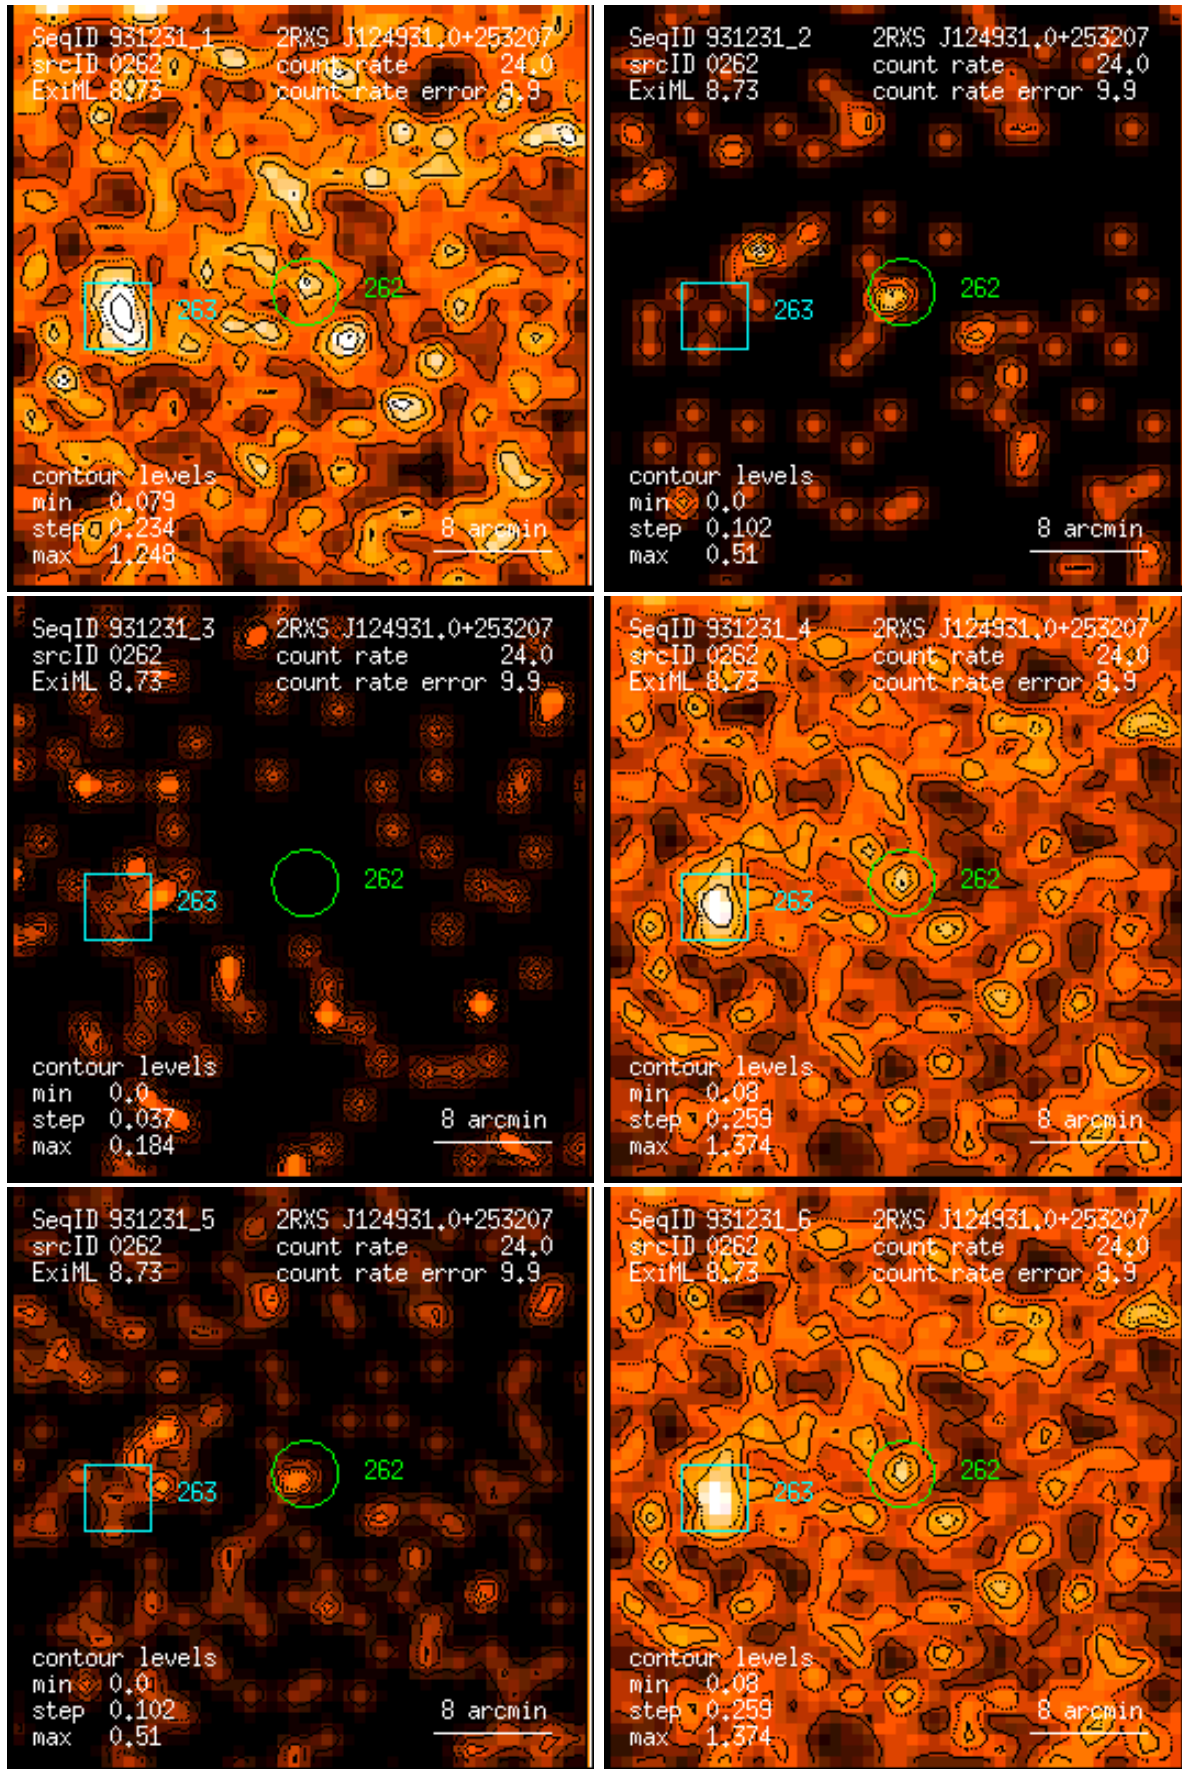 SeqID 931231_1 2RXS J124931.0+253207
srcID 0262 count rate 24.0
ExiML 8.73 count rate error 9.9
262
263
contour levels
min 0.079
step 0.234 8 arcmin
max 1.248
SeqID 931231_2 2RXS J124931.0+253207
srcID 0262 count rate 24.0
ExiML 8.73 count rate error 9.9
262
263
contour levels
min 0.0
step 0.102 8 arcmin
max 0.51
SeqID 931231_3 2RXS J124931.0+253207
srcID 0262 count rate 24.0
ExiML 8.73 count rate error 9.9
262
263
contour levels
min 0.0
step 0.037 8 arcmin
max 0.184
SeqID 931231_4 2RXS J124931.0+253207
srcID 0262 count rate 24.0
ExiML 8.73 count rate error 9.9
262
263
contour levels
min 0.08
step 0.259 8 arcmin
max 1.374
SeqID 931231_5 2RXS J124931.0+253207
srcID 0262 count rate 24.0
ExiML 8.73 count rate error 9.9
262
263
contour levels
min 0.0
step 0.102 8 arcmin
max 0.51
SeqID 931231_6 2RXS J124931.0+253207
srcID 0262 count rate 24.0
ExiML 8.73 count rate error 9.9
262
263
contour levels
min 0.08
step 0.259 8 arcmin
max 1.374